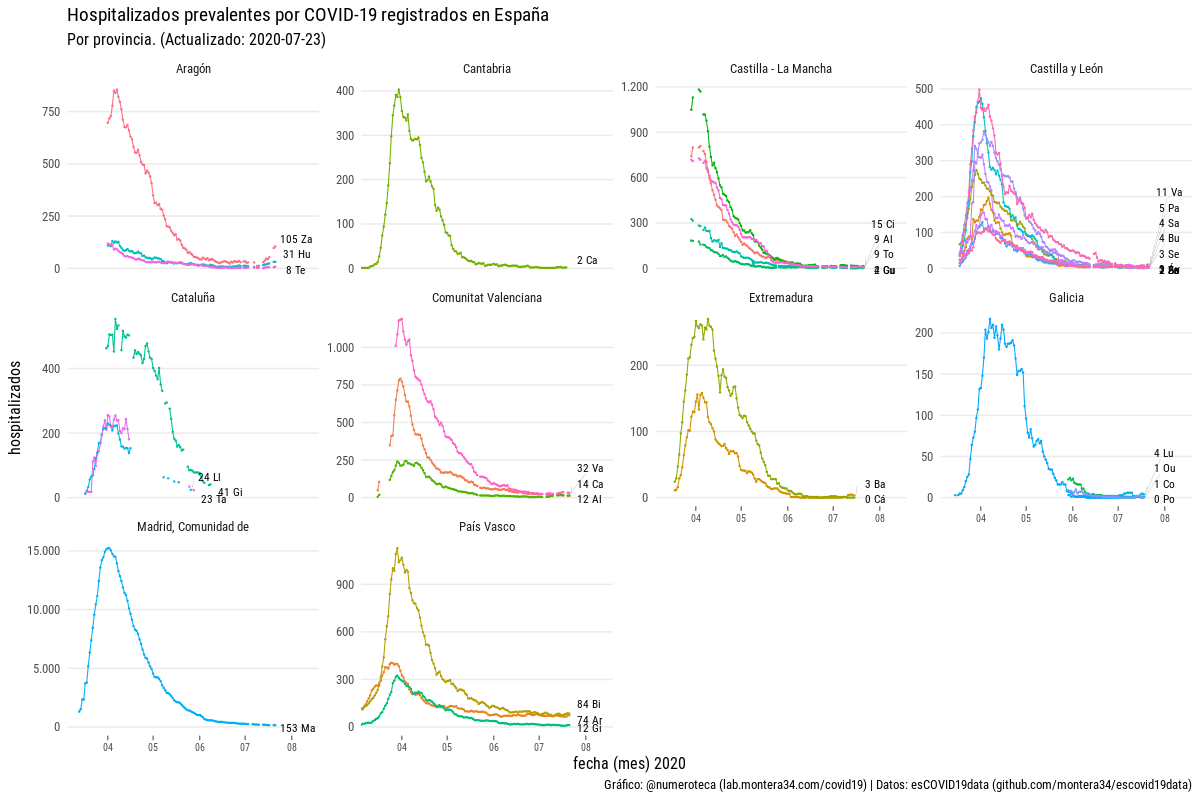 Hospitalizados prevalentes por COVID-19 registrados en España
Por provincia. (Actualizado: 2020-07-23)
hospitalizados
Aragón
750
500
250
0
105 Za
31 Hu
8 Te
Cantabria
400
300
200
100
0
2 Ca
Castilla - La Mancha
1.200
900
600
300
0
15 Ci
9 Al
9 To
Castilla y León
500
400
300
200
100
0
11 Va
5 Pa
4 Sa
4 Bu
3 Se
Cataluña
400
200
0
24 Ll
41 Gi
23 Ta
Comunitat Valenciana
1.000
750
500
250
0
32 Va
14 Ca
12 Al
Extremadura
200
100
0
3 Ba
0 Cá
04 05 06 07 08
Galicia
200
150
100
50
0
4 Lu
1 Ou
1 Co
0 Po
04 05 06 07 08
Madrid, Comunidad de
15.000
10.000
5.000
0
153 Ma
04 05 06 07 08
País Vasco
900
600
300
0
84 Bi
74 Ar
12 Gi
04 05 06 07 08
fecha (mes) 2020
Gráfico: @numeroteca (lab.montera34.com/covid19) | Datos: esCOVID19data (github.com/montera34/escovid19data)